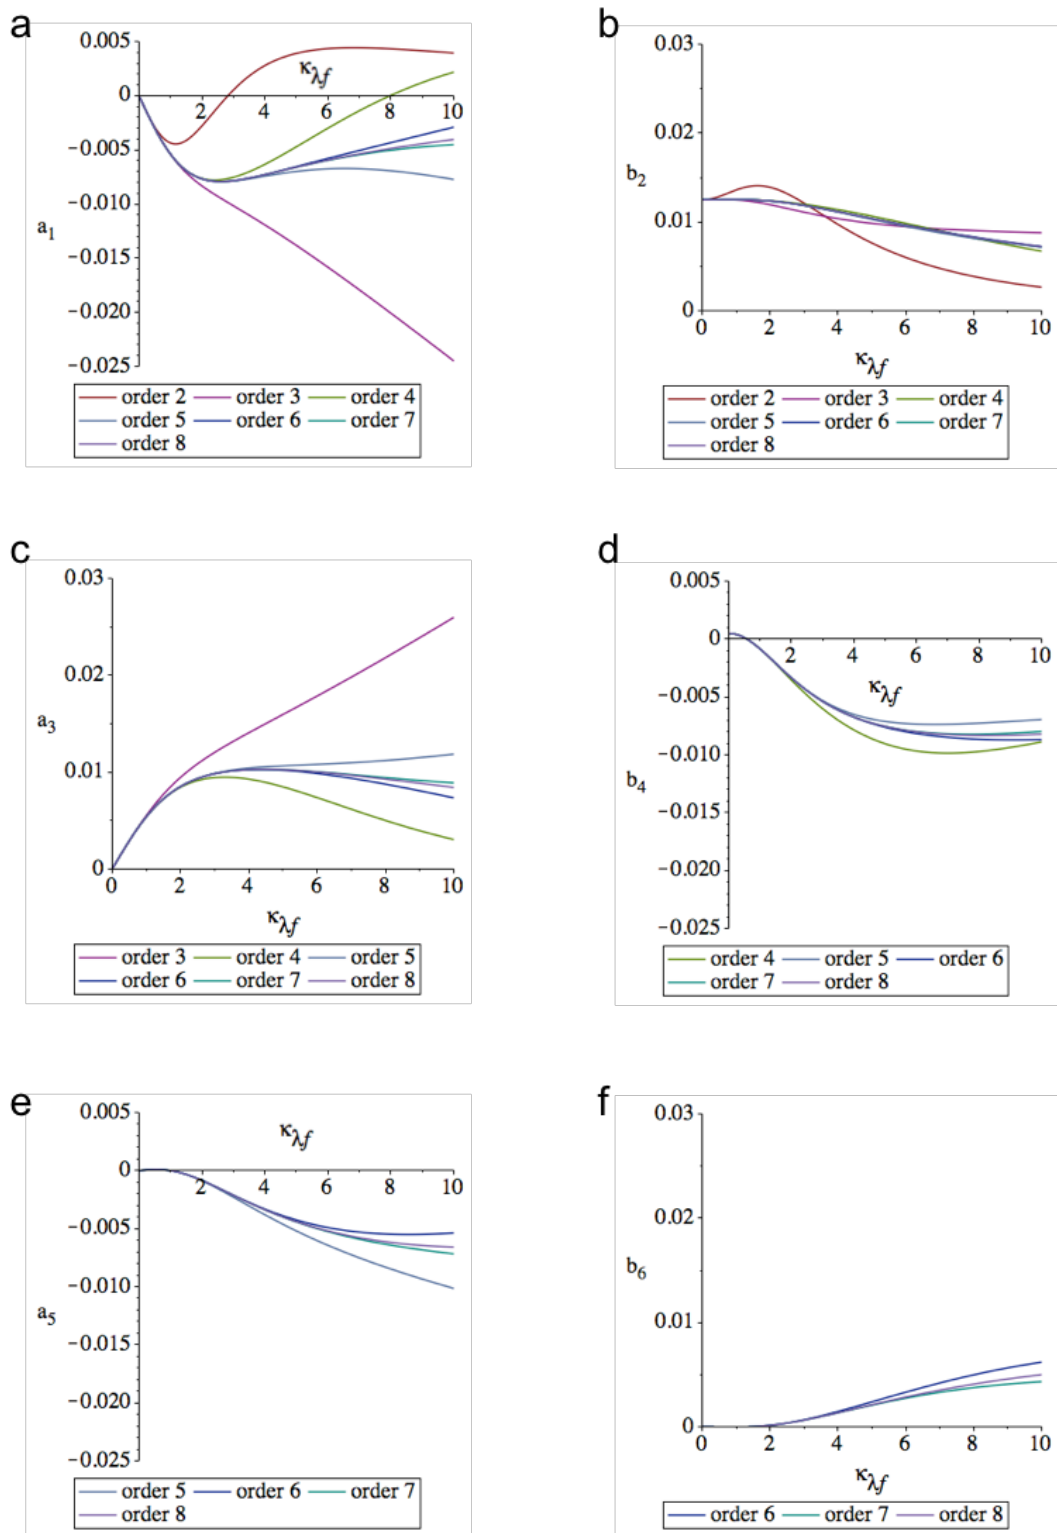 a
0.005
κλf
0
2 4 6 8 10
−0.005
−0.010
a1
−0.015
−0.020
−0.025
order 2 order 3 order 4
order 5 order 6 order 7
order 8
b
0.03
0.02
b2
0.01
0
0 2 4 6 8 10
κλf
order 2 order 3 order 4
order 5 order 6 order 7
order 8
c
0.03
0.02
a3
0.01
0
0 2 4 6 8 10
κλf
order 3 order 4 order 5
order 6 order 7 order 8
d
0.005
0
2 4 6 8 10
κλf
−0.005
−0.010
b4
−0.015
−0.020
−0.025
order 4 order 5 order 6
order 7 order 8
e
0.005
κλf
0
2 4 6 8 10
−0.005
−0.010
a5
−0.015
−0.020
−0.025
order 5 order 6 order 7
order 8
f
0.03
0.02
b6
0.01
0
0 2 4 6 8 10
κλf
order 6 order 7 order 8